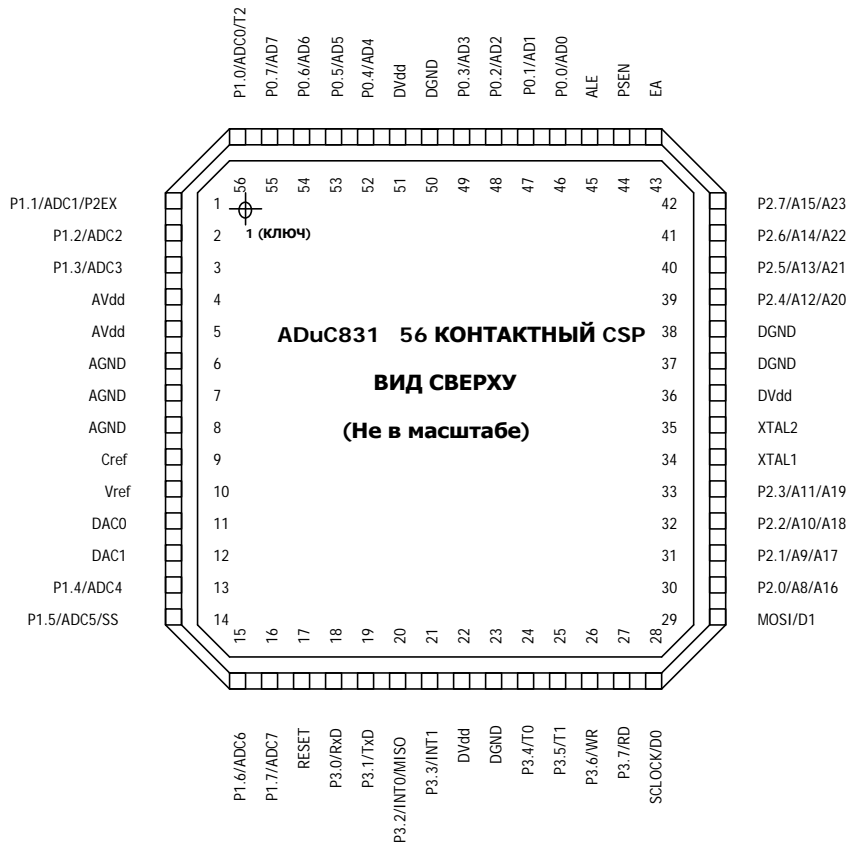 P1.0/ADC0/T2
P0.7/AD7
P0.6/AD6
P0.5/AD5
P0.4/AD4
DVdd
DGND
P0.3/AD3
P0.2/AD2
P0.1/AD1
P0.0/AD0
ALE
PSEN
EA
56
55
54
53
52
51
50
49
48
47
46
45
44
43
P1.1/ADC1/P2EX 1
P1.2/ADC2 2
P1.3/ADC3 3
AVdd 4
AVdd 5
AGND 6
AGND 7
AGND 8
Cref 9
Vref 10
DAC0 11
DAC1 12
P1.4/ADC4 13
P1.5/ADC5/SS 14
1 (КЛЮЧ)
ADuC831 56 КОНТАКТНЫЙ CSP
ВИД СВЕРХУ
(Не в масштабе)
42 P2.7/A15/A23
41 P2.6/A14/A22
40 P2.5/A13/A21
39 P2.4/A12/A20
38 DGND
37 DGND
36 DVdd
35 XTAL2
34 XTAL1
33 P2.3/A11/A19
32 P2.2/A10/A18
31 P2.1/A9/A17
30 P2.0/A8/A16
29 MOSI/D1
15
16
17
18
19
20
21
22
23
24
25
26
27
28
P1.6/ADC6
P1.7/ADC7
RESET
P3.0/RxD
P3.1/TxD
P3.2/INT0/MISO
P3.3/INT1
DVdd
DGND
P3.4/T0
P3.5/T1
P3.6/WR
P3.7/RD
SCLOCK/D0